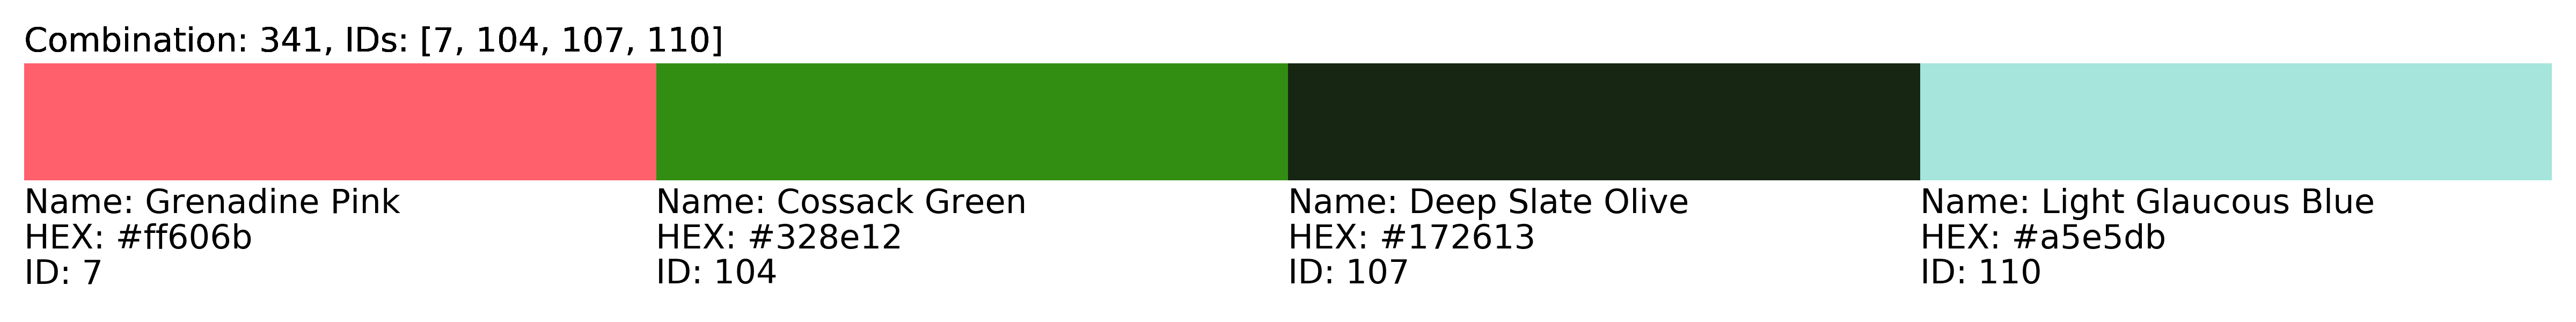 Combination: 341, IDs: [7, 104, 107, 110]
Name: Grenadine Pink
HEX: #ff606b
ID: 7
Name: Cossack Green
HEX: #328e12
ID: 104
Name: Deep Slate Olive
HEX: #172613
ID: 107
Name: Light Glaucous Blue
HEX: #a5e5db
ID: 110